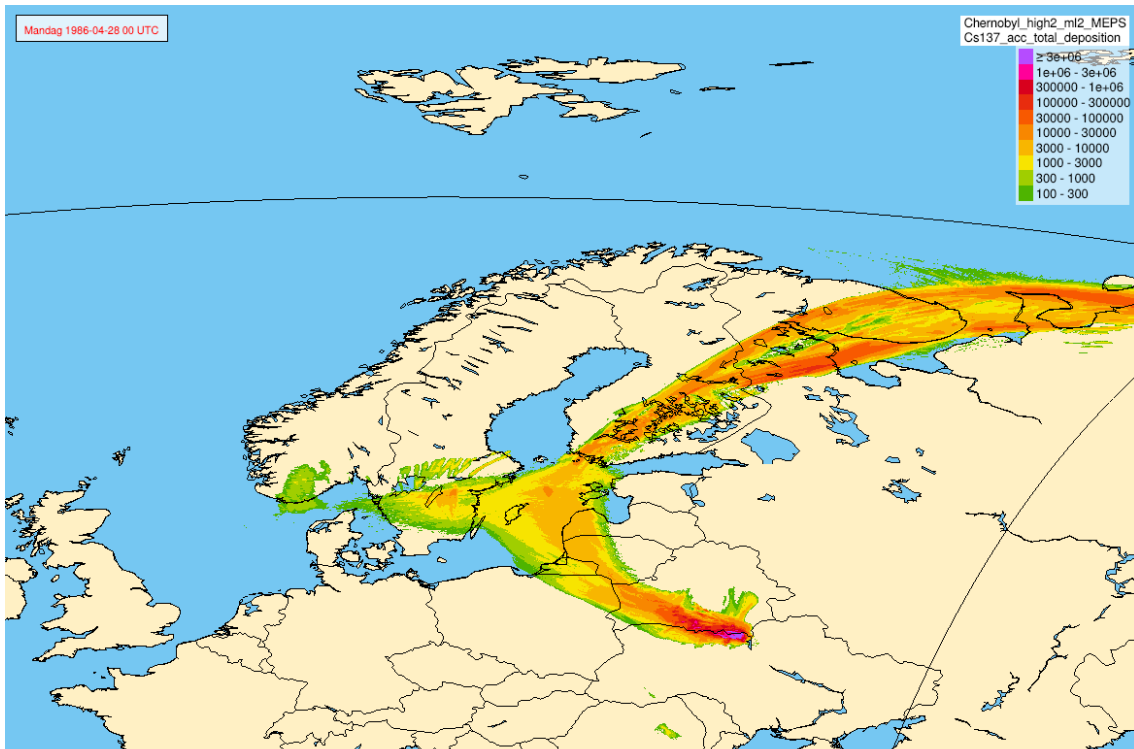 Mandag 1986-04-28 00 UTC
Chernobyl_high2_ml2_MEPS
Cs137_acc_total_deposition
≥ 3e+06
1e+06 - 3e+06
300000 - 1e+06
100000 - 300000
30000 - 100000
10000 - 30000
3000 - 10000
1000 - 3000
300 - 1000
100 - 300